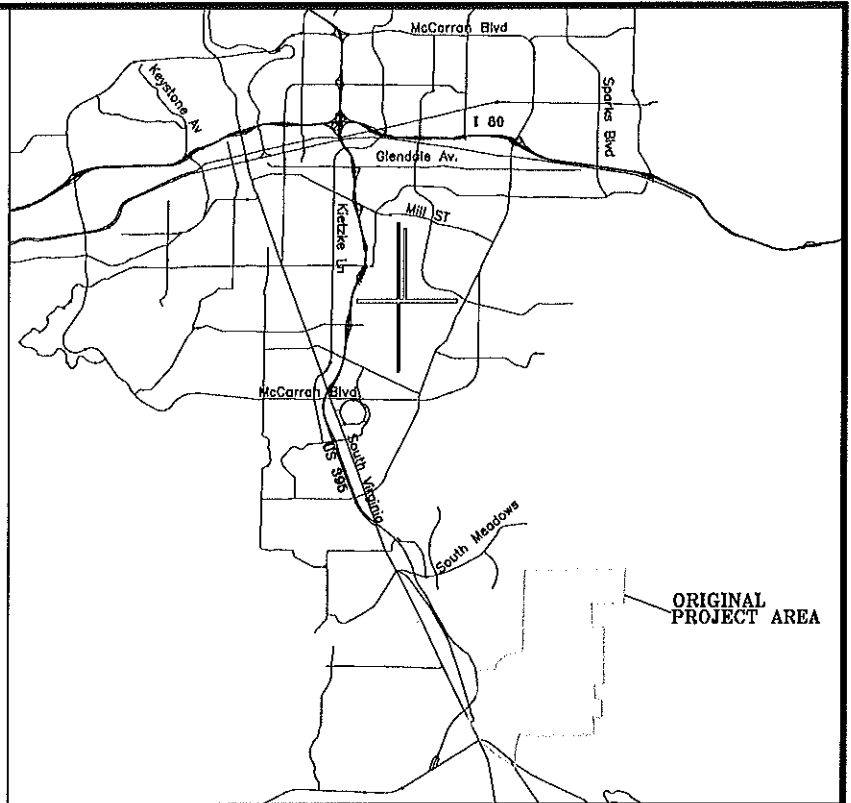 McCarran Blvd
Keystone Av
Sparks Blvd
I 80
Glendale Av.
Mill ST
Kietzke Ln
McCarran Blvd
US 395
South Virginia
South Meadows
ORIGINAL
PROJECT AREA